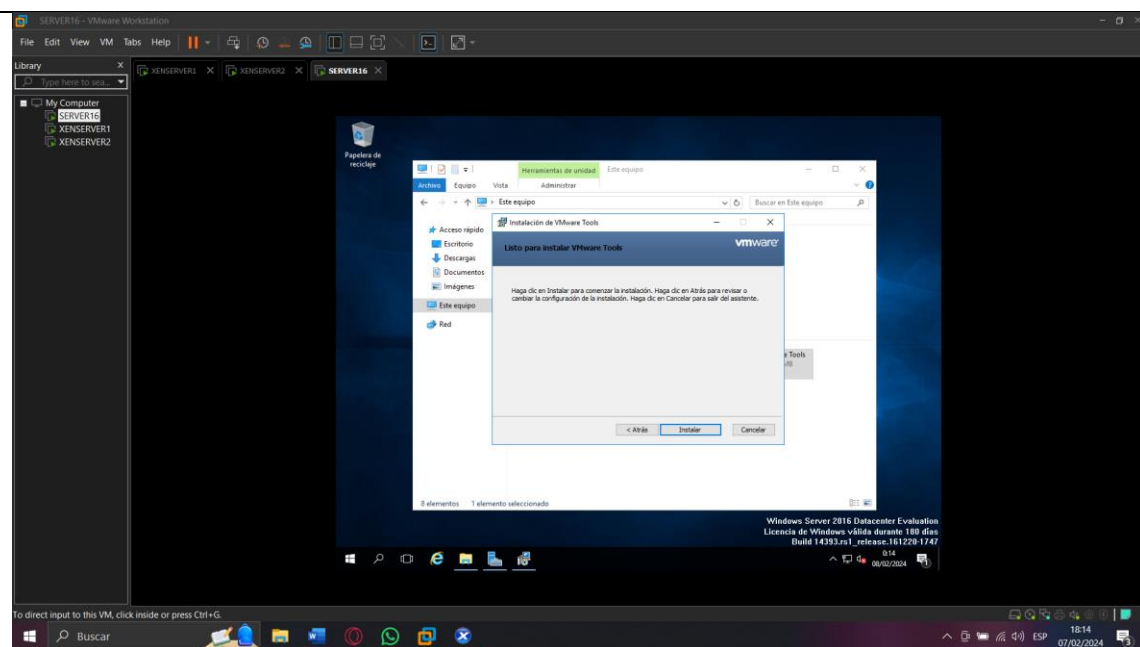 SERVER16 - VMware Workstation
File Edit View VM Tabs Help
Library X
Type here to sea...
XENSERVER1 X XENSERVER2 X SERVER16 X
My Computer
SERVER16
XENSERVER1
XENSERVER2
Papelera de
reciclaje
Herramientas de unidad Este equipo
Archivo Equipo Vista Administrar
Este equipo
Buscar en Este equipo
Acceso rápido
Escritorio
Descargas
Documentos
Imágenes
Este equipo
Red
Instalación de VMware Tools
Listo para instalar VMware Tools
vmware
Haga clic en Instalar para comenzar la instalación. Haga clic en Atrás para revisar o
cambiar la configuración de la instalación. Haga clic en Cancelar para salir del asistente.
Tools
< Atrás Instalar Cancelar
8 elementos 1 elemento seleccionado
Windows Server 2016 Datacenter Evaluation
Licencia de Windows válida durante 180 días
Build 14393.rs1_release.161220-1747
0:14
08/02/2024
To direct input to this VM, click inside or press Ctrl+G.
Buscar
ESP
18:14
07/02/2024